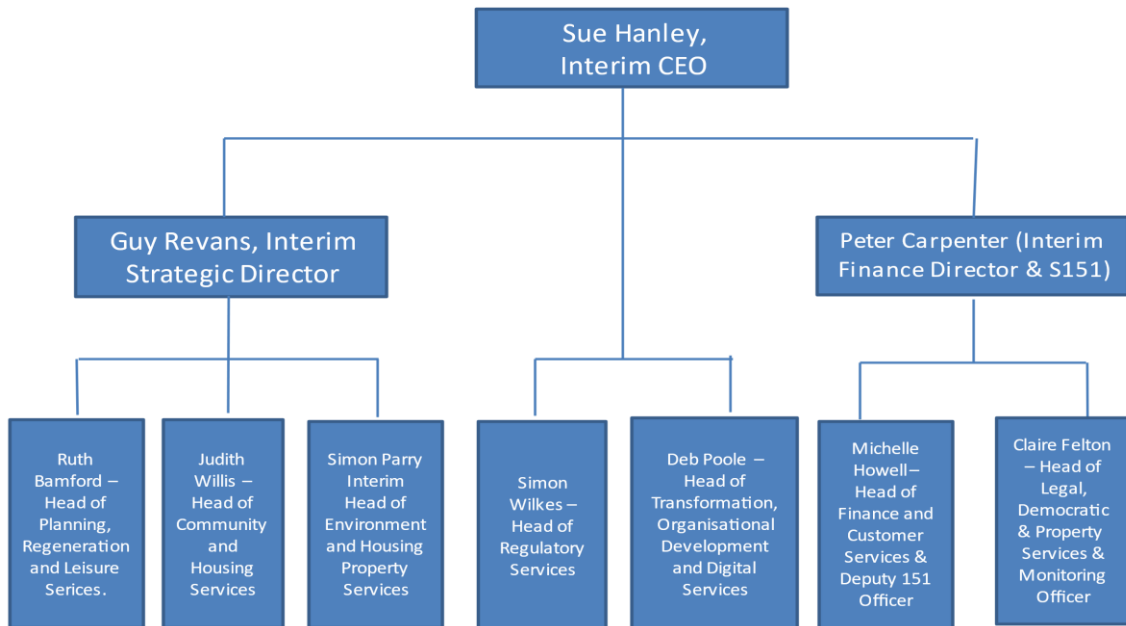 Sue Hanley,
Interim CEO
Guy Revans, Interim
Strategic Director
Peter Carpenter (Interim
Finance Director & S151)
Ruth
Bamford –
Head of
Planning,
Regeneration
and Leisure
Serices.
Judith
Willis –
Head of
Community
and
Housing
Services
Simon Parry
Interim
Head of
Environment
and Housing
Property
Services
Simon
Wilkes –
Head of
Regulatory
Services
Deb Poole –
Head of
Transformation,
Organisational
Development
and Digital
Services
Michelle
Howell–
Head of
Finance and
Customer
Services &
Deputy 151
Officer
Claire Felton
– Head of
Legal,
Democratic
& Property
Services &
Monitoring
Officer